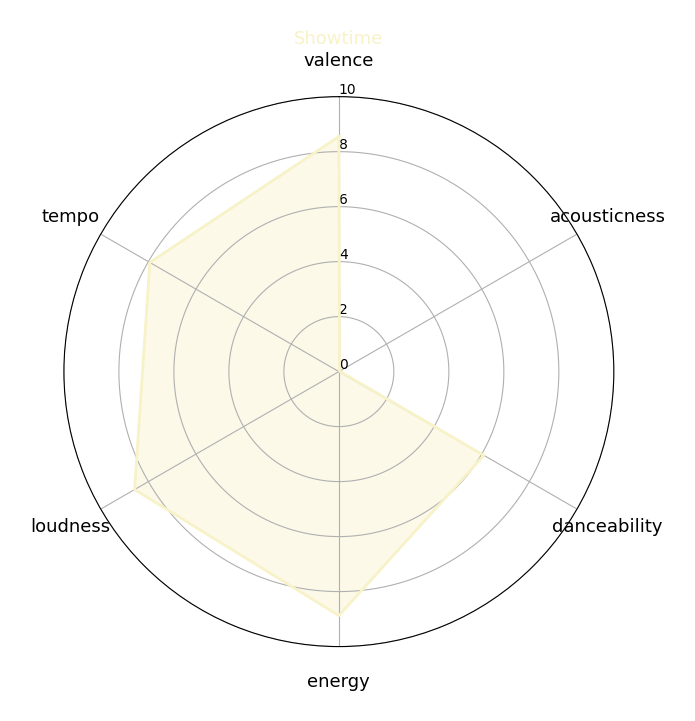 Showtime
valence
10
8
6
4
2
0
tempo
acousticness
loudness
danceability
energy